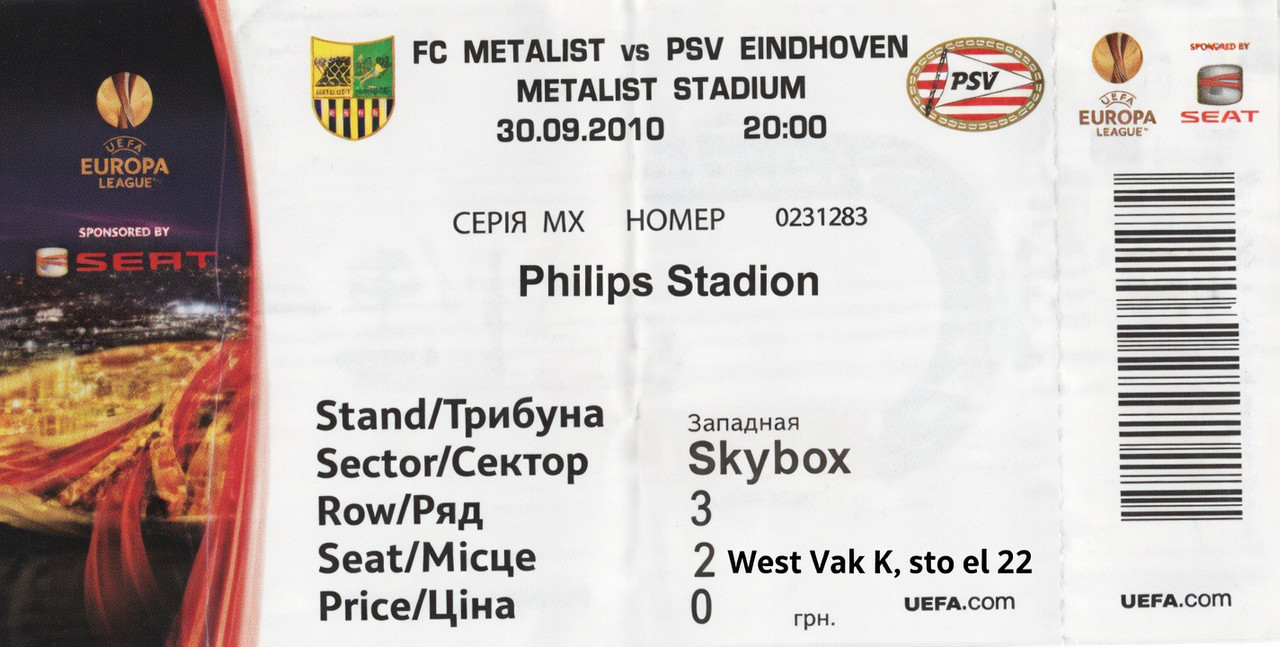 FC METALIST vs PSV EINDHOVEN
METALIST STADIUM
30.09.2010 20:00
PSV
UEFA
EUROPA
LEAGUE™
SPONSORED BY
SEAT
UEFA
EUROPA
LEAGUE™
SPONSORED BY
SEAT
СЕРІЯ МХ НОМЕР 0231283
Philips Stadion
Stand/Трибуна Западная
Sector/Сектор Skybox
Row/Ряд 3
Seat/Місце 2 West Vak K, sto el 22
Price/Ціна 0 грн.
UEFA.com
UEFA.com